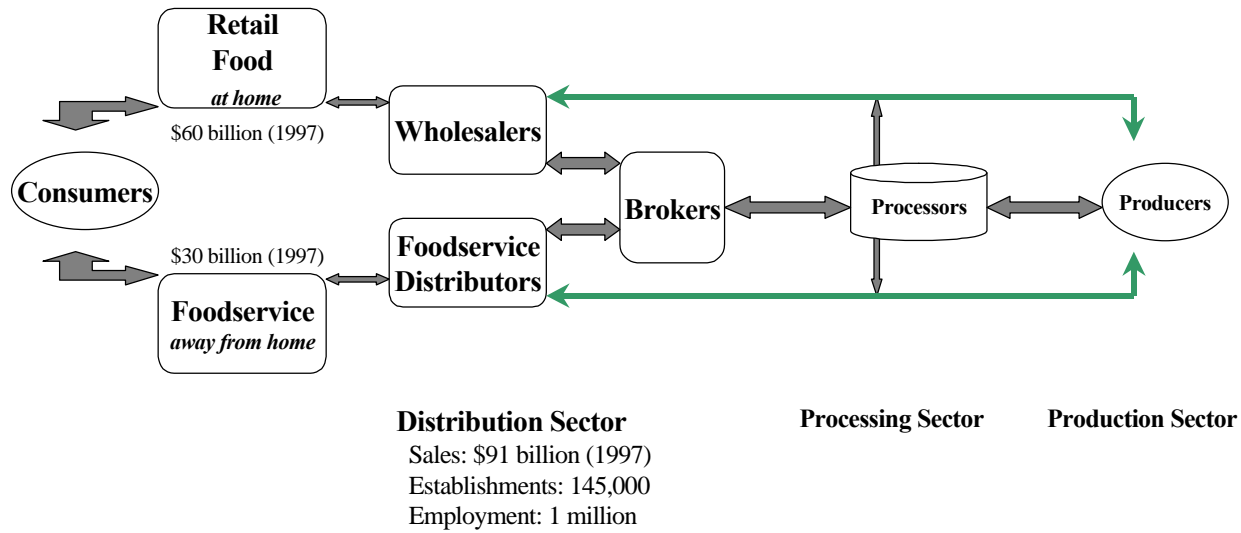 Retail
Food
at home
$60 billion (1997)
Consumers
$30 billion (1997)
Foodservice
away from home
Wholesalers
Foodservice
Distributors
Brokers
Processors
Producers
Distribution Sector
Sales: $91 billion (1997)
Establishments: 145,000
Employment: 1 million
Processing Sector
Production Sector